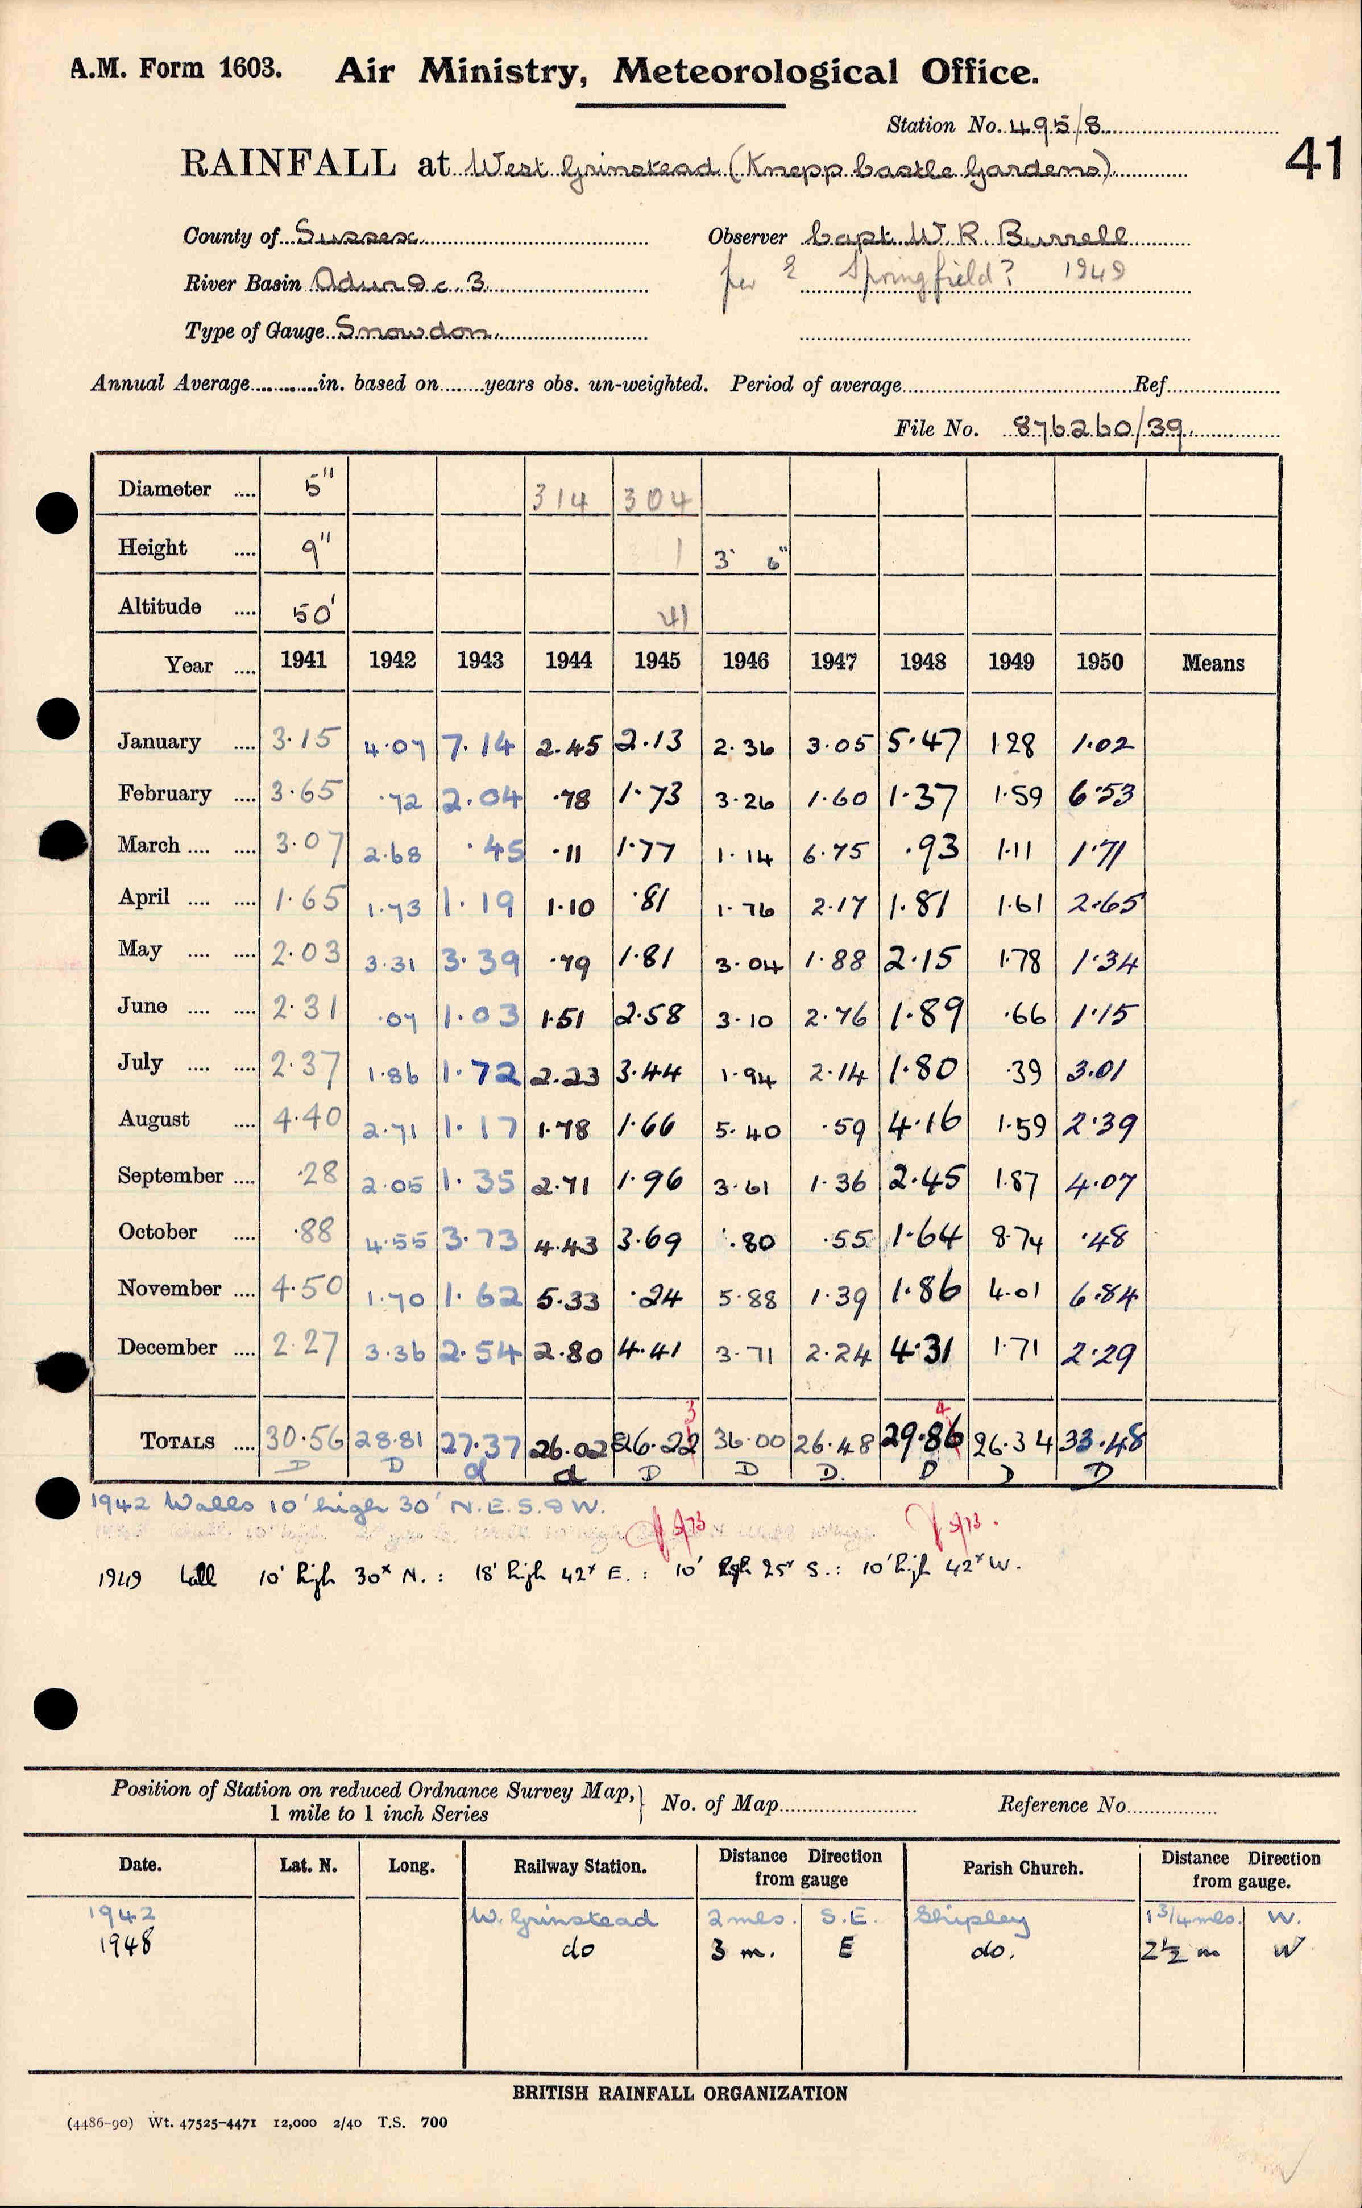 A.M. Form 1603. Air Ministry, Meteorological Office.
Station No. 495/8
41
RAINFALL at West Grinstead (Knepp Castle Gardens)
County of Sussex Observer Capt. W. R. Burrell
River Basin Adur 9c. 3 per Springfield? 1949
Type of Gauge Snowdon.
Annual Average in. based on years obs. un-weighted. Period of average Ref
File No. 876260/39
Diameter 5" 314 304
Height 9" 1 3' 6"
Altitude 50' 41
Year 1941 1942 1943 1944 1945 1946 1947 1948 1949 1950 Means
January 3.15 4.07 7.14 2.45 2.13 2.36 3.05 5.47 1.28 1.02
February 3.65 .72 2.04 .78 1.73 3.26 1.60 1.37 1.59 6.53
March 3.07 2.68 .45 .11 1.77 1.14 6.75 .93 1.11 1.71
April 1.65 1.73 1.19 1.10 .81 1.76 2.17 1.81 1.61 2.65
May 2.03 3.31 3.39 .79 1.81 3.04 1.88 2.15 1.78 1.34
June 2.31 .07 1.03 1.51 2.58 3.10 2.76 1.89 .66 1.15
July 2.37 1.86 1.72 2.23 3.44 1.94 2.14 1.80 .39 3.01
August 4.40 2.71 1.17 1.78 1.66 5.40 .59 4.16 1.59 2.39
September .28 2.05 1.35 2.71 1.96 3.61 1.36 2.45 1.87 4.07
October .88 4.55 3.73 4.43 3.69 .80 .55 1.64 8.74 .48
November 4.50 1.70 1.62 5.33 .24 5.88 1.39 1.86 4.01 6.84
December 2.27 3.36 2.54 2.80 4.41 3.71 2.24 4.31 1.71 2.29
3 4
TOTALS 30.56 28.81 27.37 26.02 26.22 36.00 26.48 29.86 26.34 33.48
D D d d D D D. D D D
1942 Walls 10' high 30' N.E.S. & W.
5/73 5/73.
1949 Wall 10' high 30ˣ N. : 18' high 42ˣ E. : 10' high 25ˣ S. : 10' high 42ˣ W.
Position of Station on reduced Ordnance Survey Map, 1 mile to 1 inch Series } No. of Map Reference No.
Date. Lat. N. Long. Railway Station. Distance Direction from gauge Parish Church. Distance Direction from gauge.
1942 W. Grinstead 2 mls. S.E. Shipley 1 3/4 mls. W.
1948 do 3 m. E do. 2½ m W
BRITISH RAINFALL ORGANIZATION
(4486-90) Wt. 47525-4471 12,000 2/40 T.S. 700